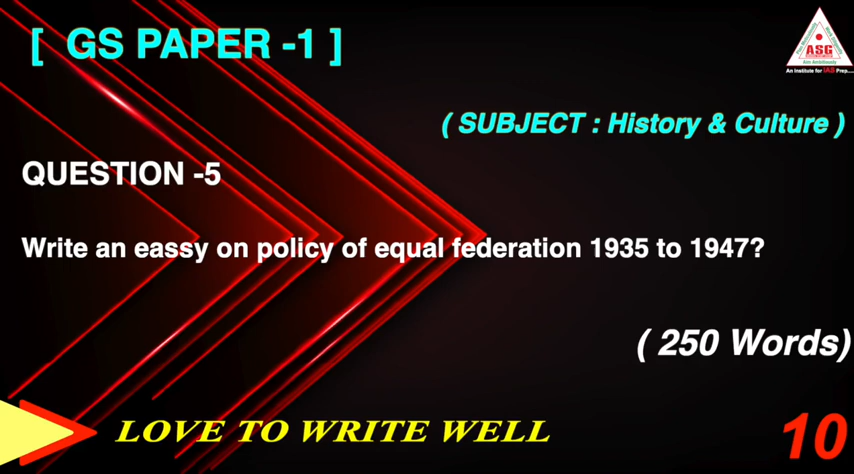 [ GS PAPER -1 ]
ASG
Aim Ambitiously
An Institute for IAS Prep....
( SUBJECT : History & Culture )
QUESTION -5
Write an eassy on policy of equal federation 1935 to 1947?
( 250 Words)
LOVE TO WRITE WELL
10